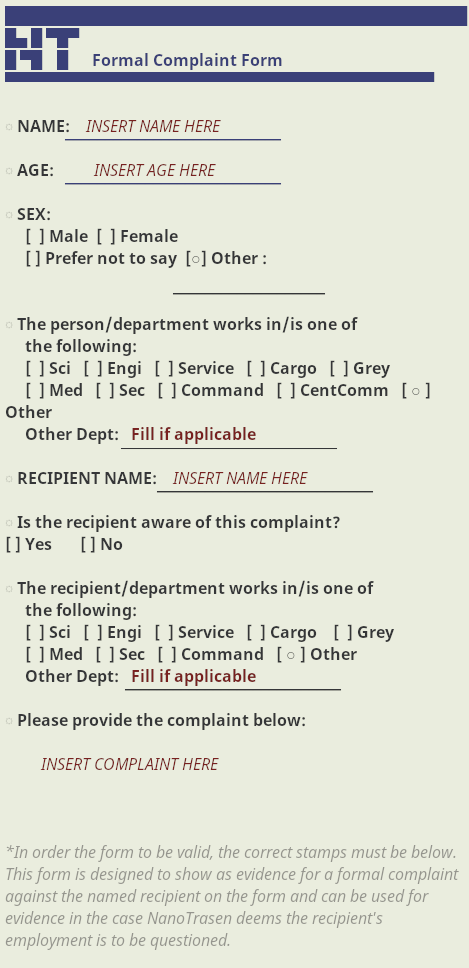 NT
Formal Complaint Form
○ NAME: INSERT NAME HERE
○ AGE: INSERT AGE HERE
○ SEX:
[ ] Male [ ] Female
[ ] Prefer not to say [○] Other :
○ The person/department works in/is one of
the following:
[ ] Sci [ ] Engi [ ] Service [ ] Cargo [ ] Grey
[ ] Med [ ] Sec [ ] Command [ ] CentComm [ ○ ]
Other
Other Dept: Fill if applicable
○ RECIPIENT NAME: INSERT NAME HERE
○ Is the recipient aware of this complaint?
[ ] Yes [ ] No
○ The recipient/department works in/is one of
the following:
[ ] Sci [ ] Engi [ ] Service [ ] Cargo [ ] Grey
[ ] Med [ ] Sec [ ] Command [ ○ ] Other
Other Dept: Fill if applicable
○ Please provide the complaint below:
INSERT COMPLAINT HERE
*In order the form to be valid, the correct stamps must be below.
This form is designed to show as evidence for a formal complaint
against the named recipient on the form and can be used for
evidence in the case NanoTrasen deems the recipient's
employment is to be questioned.